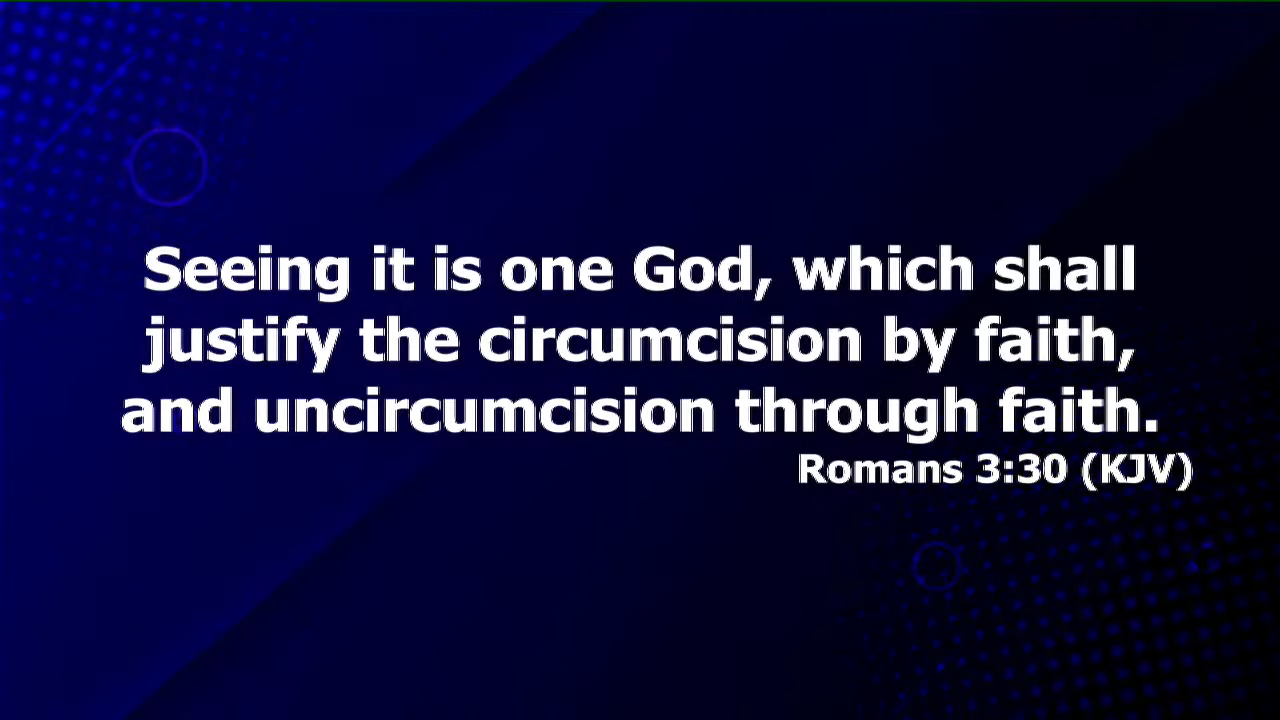 Seeing it is one God, which shall
justify the circumcision by faith,
and uncircumcision through faith.
Romans 3:30 (KJV)